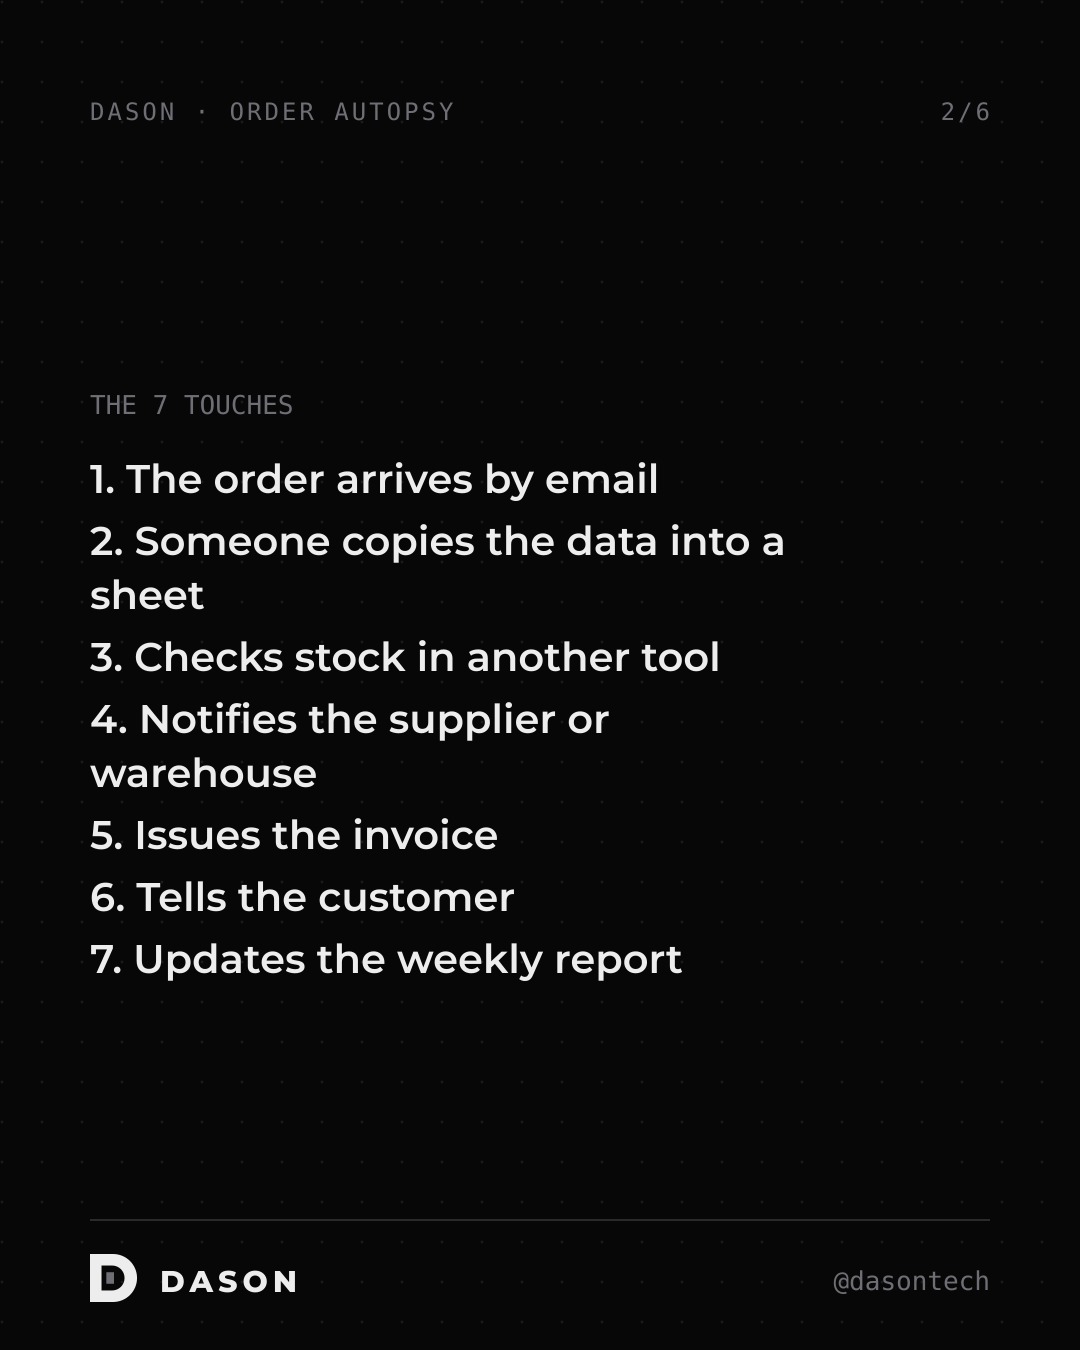 DASON · ORDER AUTOPSY
2/6
THE 7 TOUCHES
1. The order arrives by email
2. Someone copies the data into a
sheet
3. Checks stock in another tool
4. Notifies the supplier or
warehouse
5. Issues the invoice
6. Tells the customer
7. Updates the weekly report
DASON
@dasontech